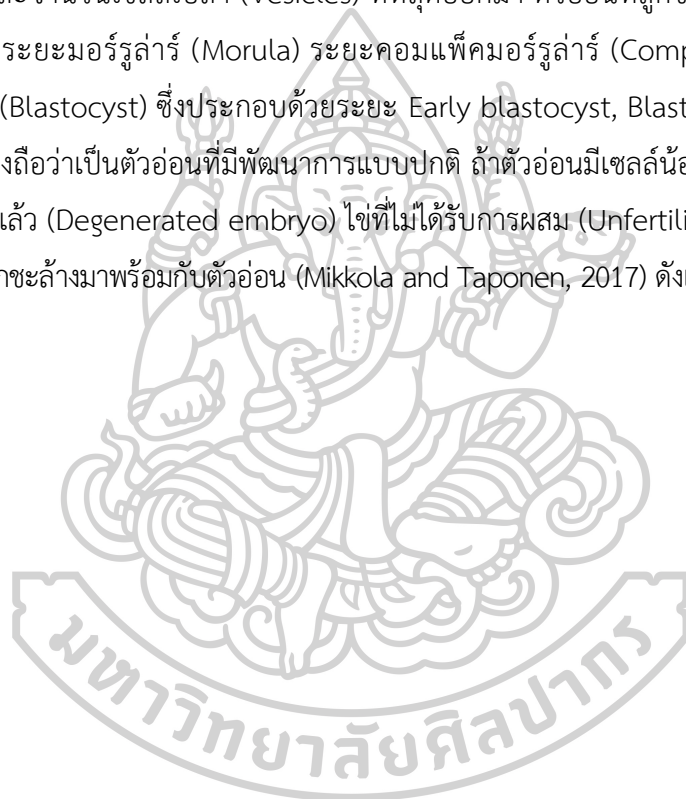 ระยะมอร์รูล่าร์ (Morula) ระยะคอมแพ็คมอร์รูล่าร์
(Blastocyst) ซึ่งประกอบด้วยระยะ Early blastocyst,
งถือว่าเป็นตัวอ่อนที่มีพัฒนาการแบบปกติ ถ้าตัวอ่อนมีเซลล์น้อ
แล้ว (Degenerated embryo) ไข่ที่ไม่ได้รับการผสม
กชะล้างมาพร้อมกับตัวอ่อน (Mikkola and Taponen, 2017)
มหาวิทยาลัยศิลปากร